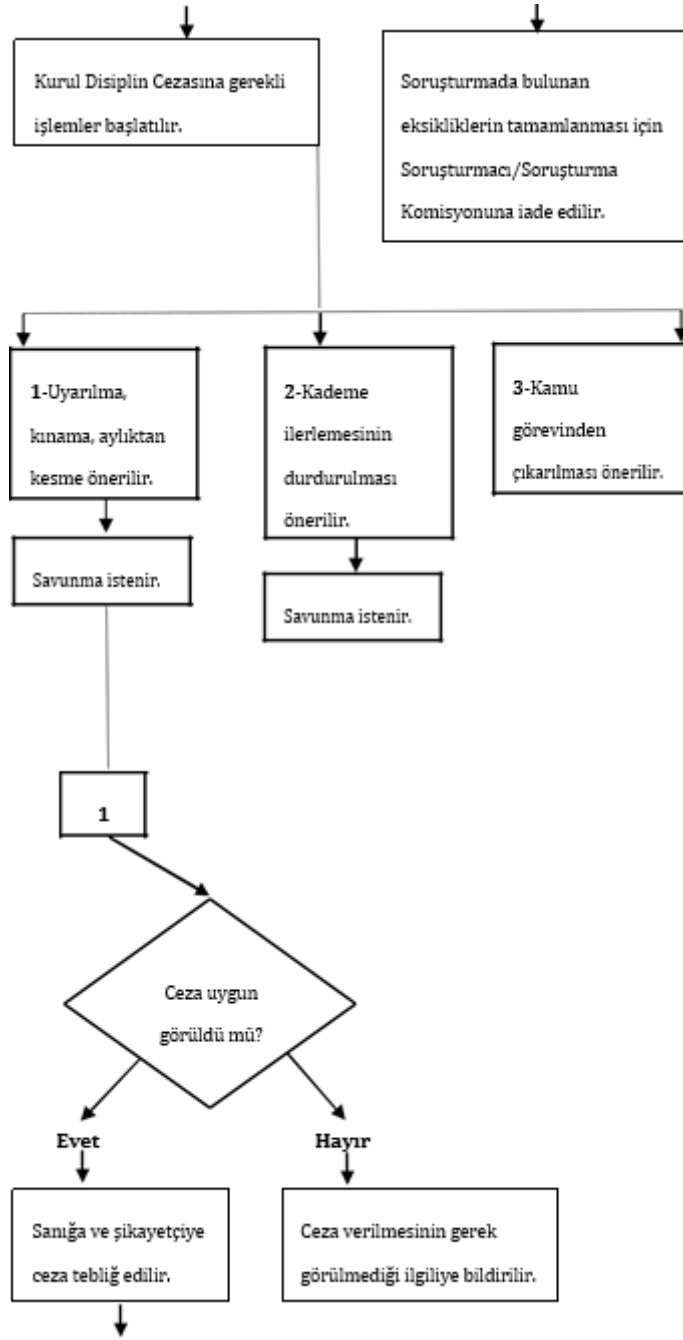 Kurul Disiplin Cezasına gerekli
işlemler başlatılır.
Soruşturmada bulunan
eksikliklerin tamamlanması için
Soruşturmacı/Soruşturma
Komisyonuna iade edilir.
1-Uyarılma,
kınama, aylıktan
kesme önerilir.
2-Kademe
ilerlemesinin
durdurulması
önerilir.
3-Kamu
görevinden
çıkarılması önerilir.
Savunma istenir.
Savunma istenir.
1
Ceza uygun
görüldü mü?
Evet
Hayır
Sanığa ve şikayetçiye
ceza tebliğ edilir.
Ceza verilmesinin gerek
görülmediği ilgiliye bildirilir.